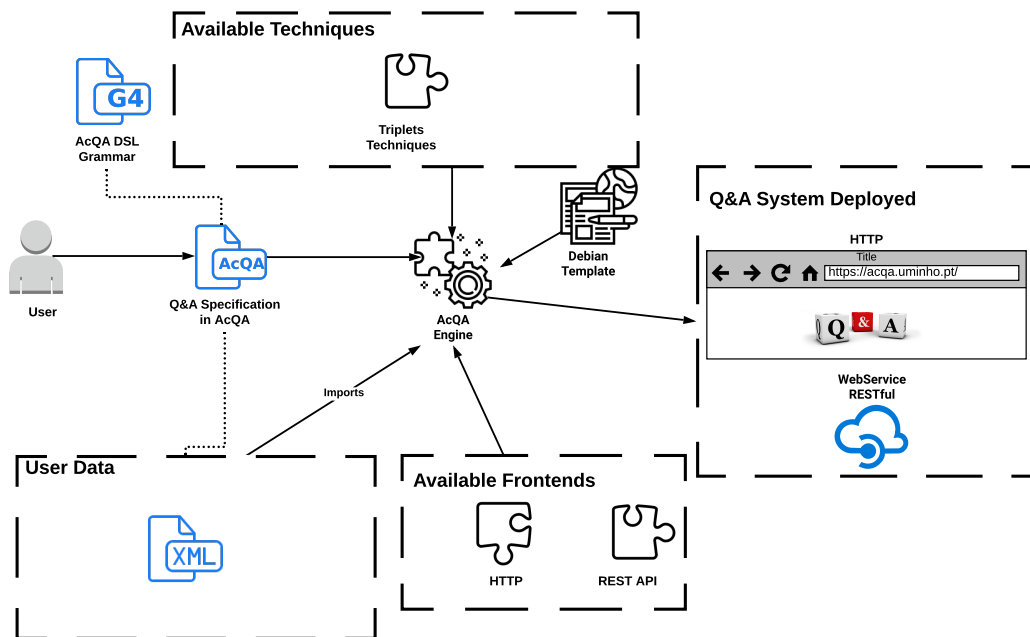 Available Techniques
G4
AcQA DSL
Grammar
Triplets
Techniques
Debian
Template
Q&A System Deployed
HTTP
Title
https://acqa.uminho.pt/
Q & A
WebService
RESTful
User
AcQA
Q&A Specification
in AcQA
AcQA
Engine
Imports
User Data
XML
Available Frontends
HTTP
REST API